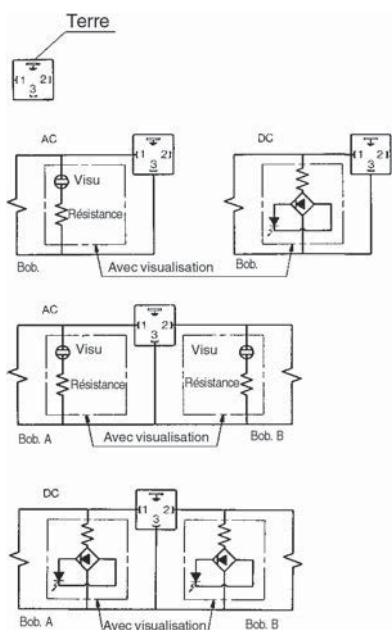 Terre
1 2
3
AC
1 2
3
Visu
Résistance
Bob.
DC
1 2
3
Bob.
Avec visualisation
AC
1 2
3
Visu
Résistance
Visu
Résistance
Bob. A
Avec visualisation
Bob. B
DC
1 2
3
Bob. A
Avec visualisation
Bob. B